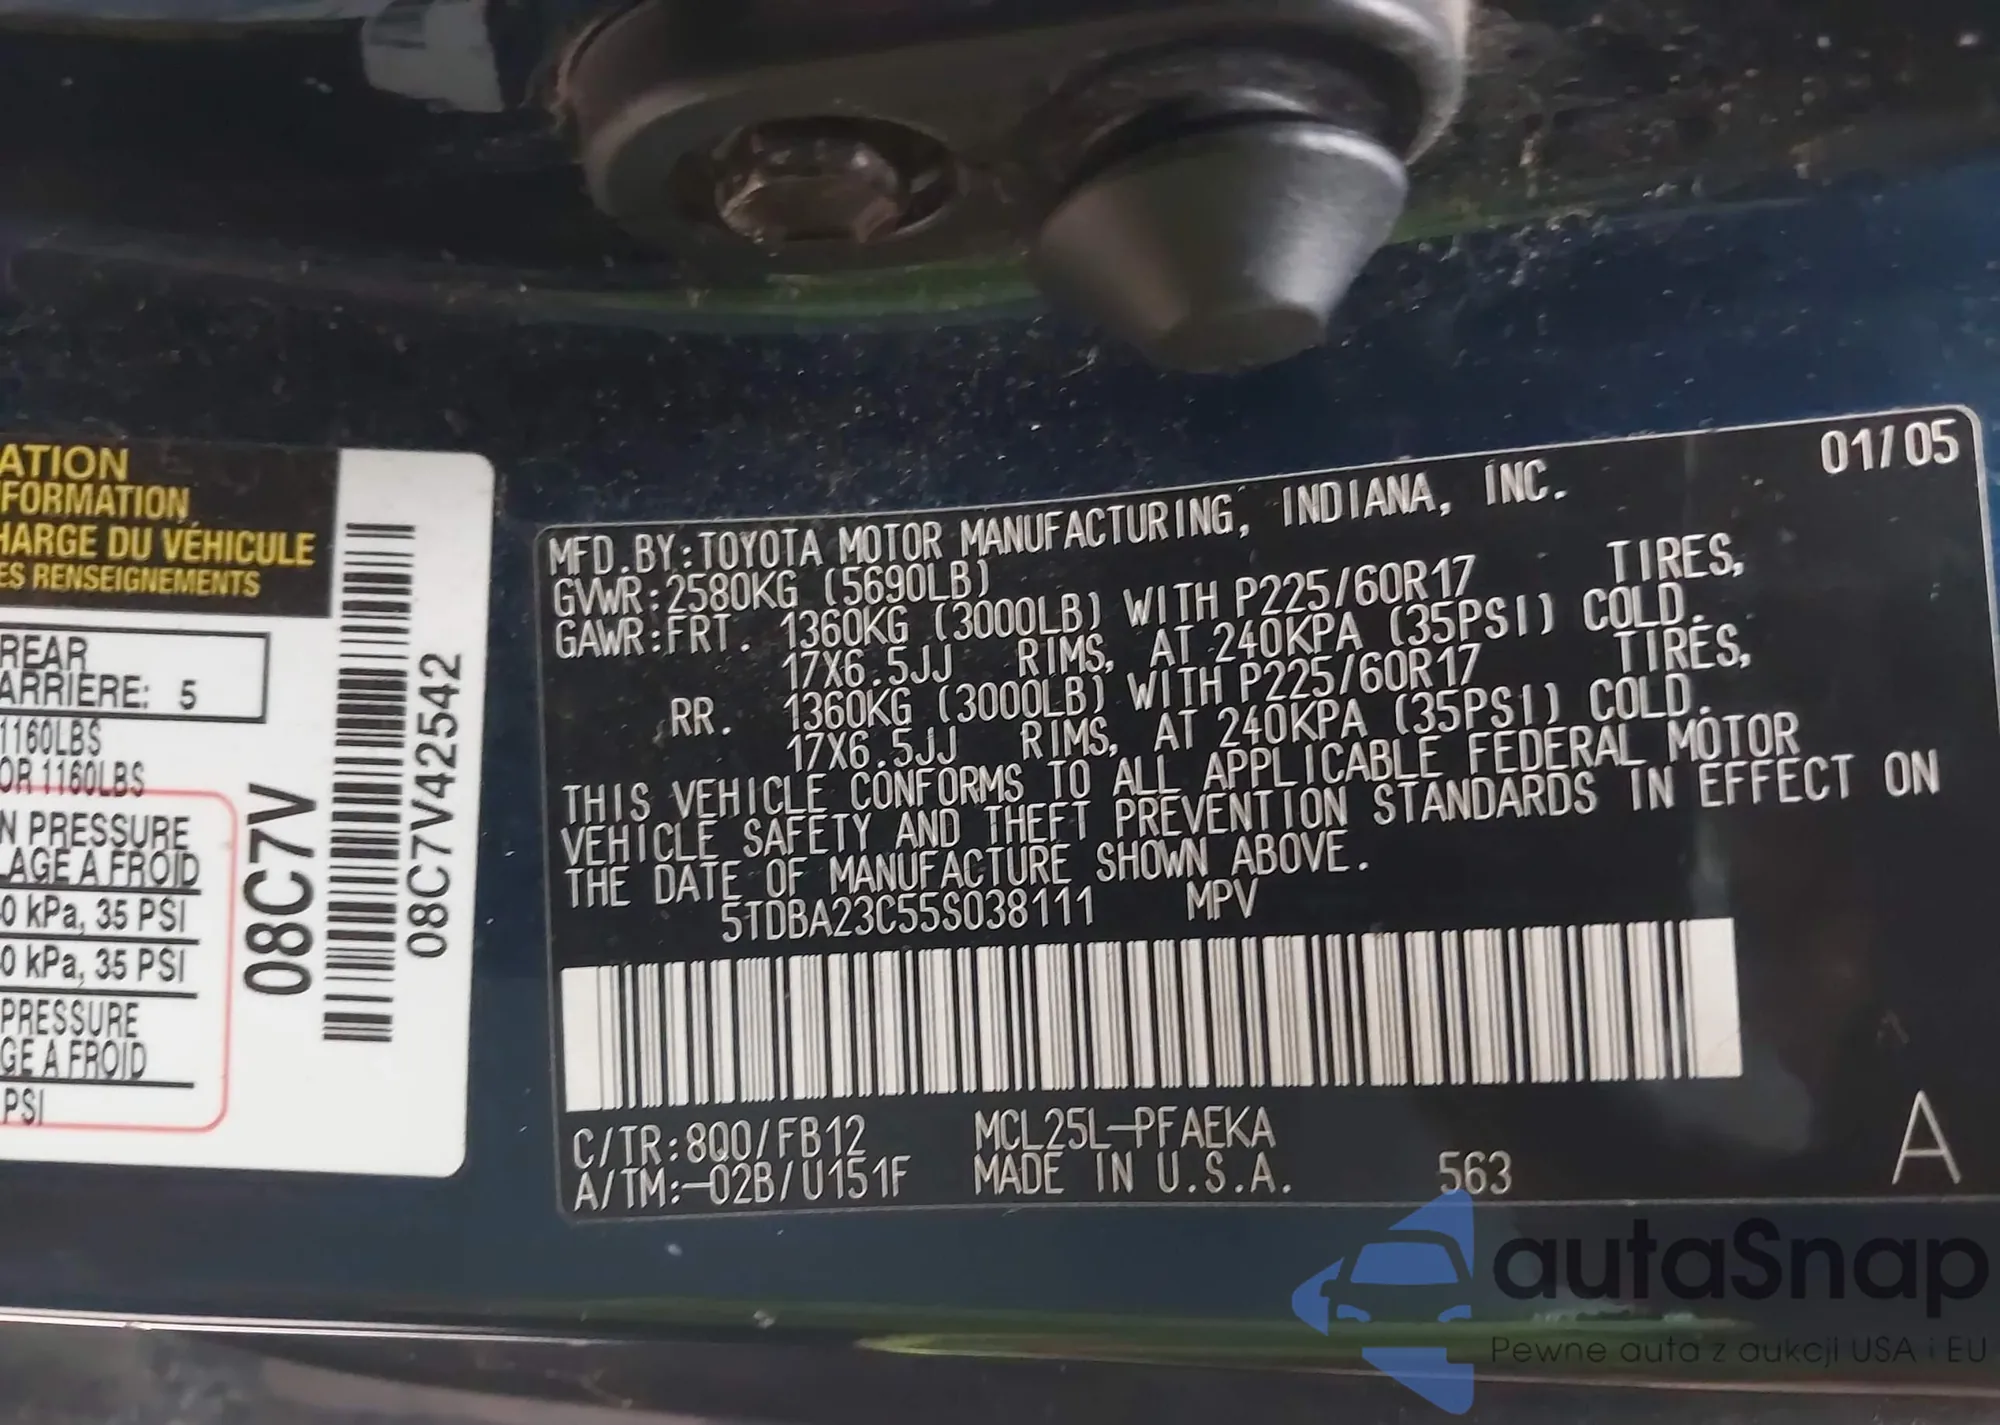 ATION
FORMATION
HARGE DU VÉHICULE
ES RENSEIGNEMENTS
REAR
ARRIÈRE: 5
1160LBS
OR 1160LBS
N PRESSURE
LAGE A FROID
0 kPa, 35 PSI
0 kPa, 35 PSI
PRESSURE
GE A FROID
PSI
08C7V
08C7V42542
01/05
MFD.BY:TOYOTA MOTOR MANUFACTURING, INDIANA, INC.
GVWR:2580KG (5690LB)
GAWR:FRT. 1360KG (3000LB) WITH P225/60R17 TIRES,
17X6.5JJ RIMS, AT 240KPA (35PSI) COLD.
RR. 1360KG (3000LB) WITH P225/60R17 TIRES,
17X6.5JJ RIMS, AT 240KPA (35PSI) COLD.
THIS VEHICLE CONFORMS TO ALL APPLICABLE FEDERAL MOTOR
VEHICLE SAFETY AND THEFT PREVENTION STANDARDS IN EFFECT ON
THE DATE OF MANUFACTURE SHOWN ABOVE.
5TDBA23C55S038111 MPV
C/TR:8Q0/FB12 MCL25L-PFAEKA
A/TM:-02B/U151F MADE IN U.S.A. 563
A
autaSnap
Pewne auta z aukcji USA i EU